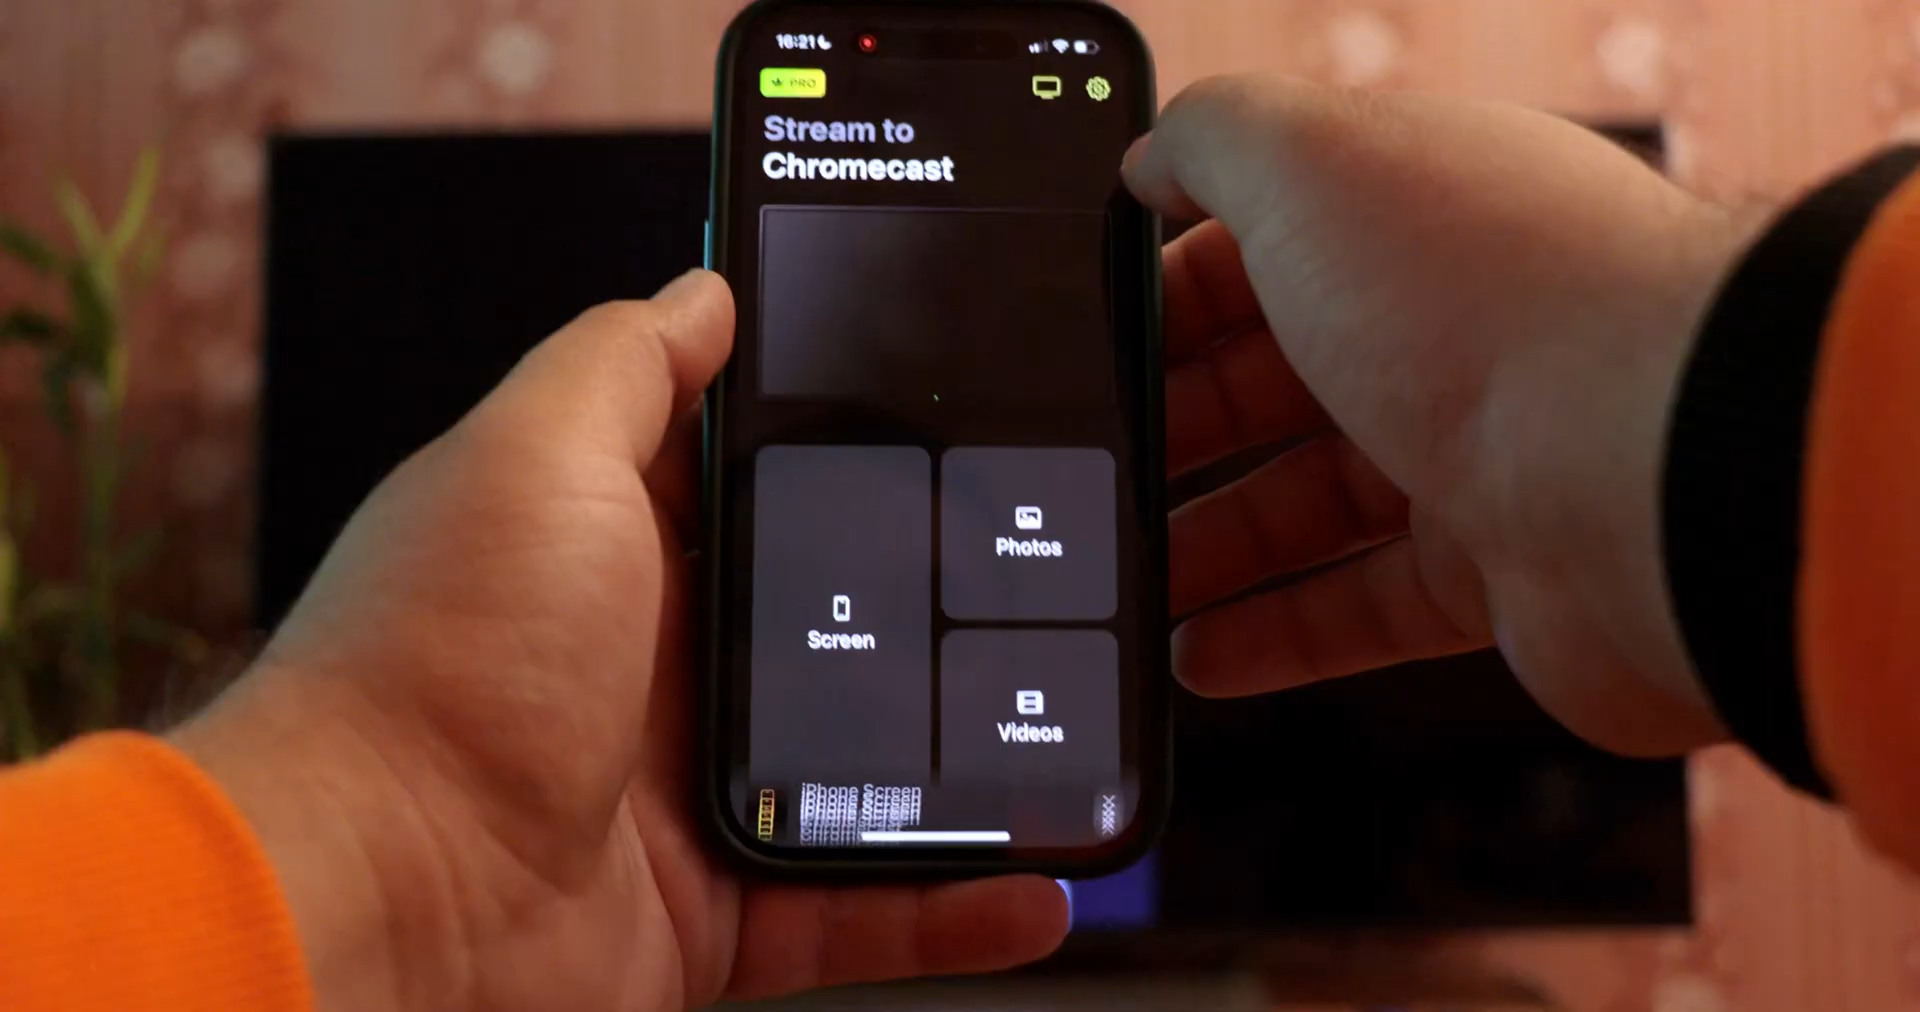 16:21
PRO
Stream to
Chromecast
Photos
Screen
Videos
iPhone Screen